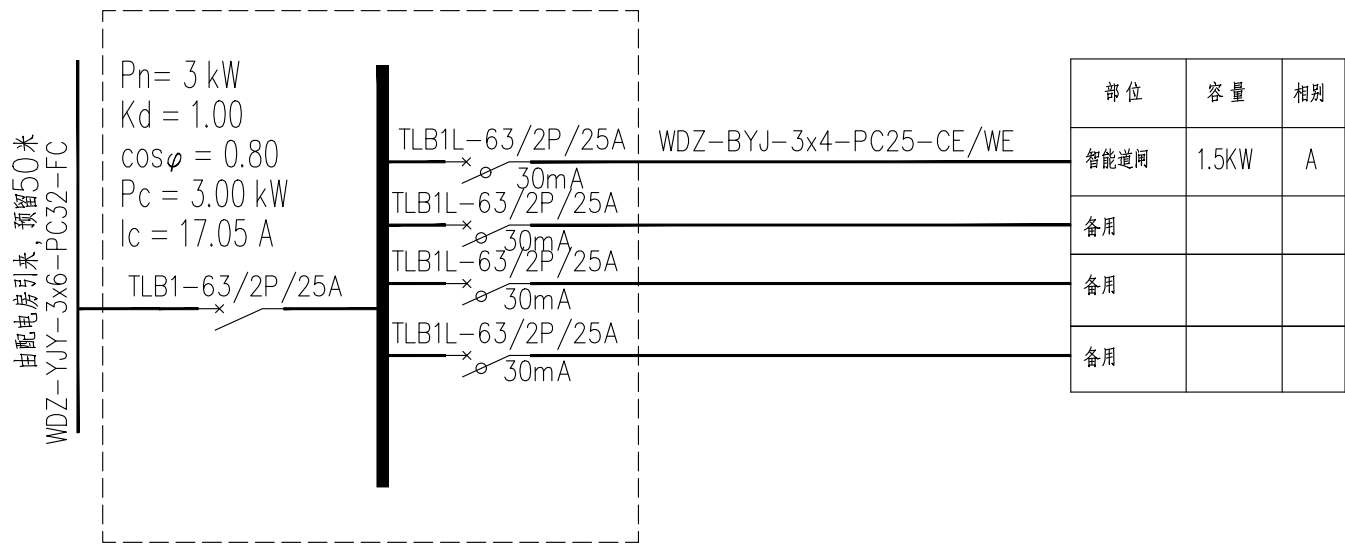 由配电房引来，预留50米
WDZ-YJY-3x6-PC32-FC
Pn= 3 kW
Kd = 1.00
cosφ = 0.80
Pc = 3.00 kW
Ic = 17.05 A
TLB1-63/2P/25A
TLB1L-63/2P/25A
30mA
WDZ-BYJ-3x4-PC25-CE/WE
TLB1L-63/2P/25A
30mA
TLB1L-63/2P/25A
30mA
TLB1L-63/2P/25A
30mA
部位 容量 相别
智能道闸 1.5KW A
备用
备用
备用